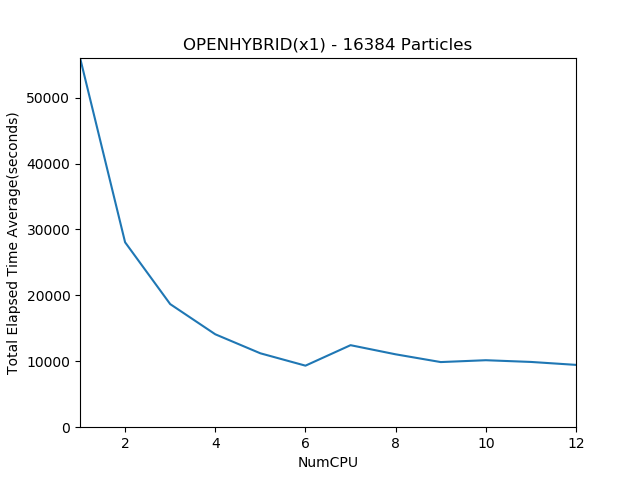 OPENHYBRID(x1) - 16384 Particles
Total Elapsed Time Average(seconds)
50000
40000
30000
20000
10000
0
2 4 6 8 10 12
NumCPU